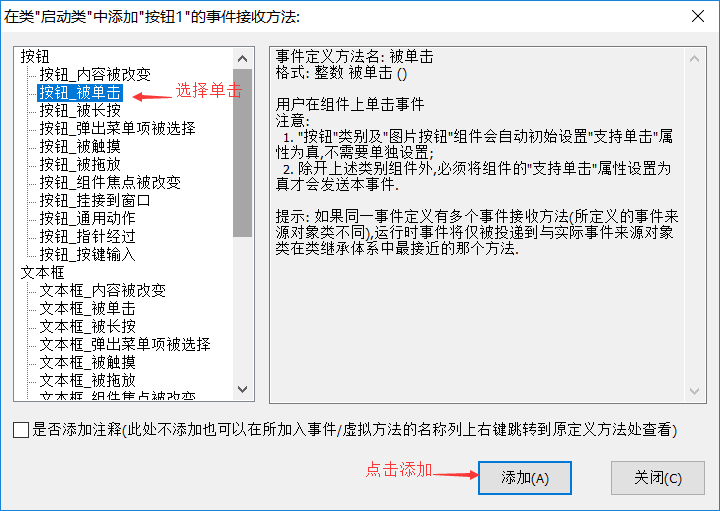 在类"启动类"中添加"按钮1"的事件接收方法:
按钮
按钮_内容被改变
按钮_被单击
选择单击
按钮_被长按
按钮_弹出菜单项被选择
按钮_被触摸
按钮_被拖放
按钮_组件焦点被改变
按钮_挂接到窗口
按钮_通用动作
按钮_指针经过
按钮_按键输入
文本框
文本框_内容被改变
文本框_被单击
文本框_被长按
文本框_弹出菜单项被选择
文本框_被触摸
文本框_被拖放
文本框_组件焦点被改变
事件定义方法名: 被单击
格式: 整数 被单击 ()
用户在组件上单击事件
注意:
1. "按钮"类别及"图片按钮"组件会自动初始设置"支持单击"属
性为真,不需要单独设置;
2. 除开上述类别组件外,必须将组件的"支持单击"属性设置为
真才会发送本事件.
提示: 如果同一事件定义有多个事件接收方法(所定义的事件来
源对象类不同),运行时事件将仅被投递到与实际事件来源对象
类在类继承体系中最接近的那个方法.
是否添加注释(此处不添加也可以在所加入事件/虚拟方法的名称列上右键跳转到原定义方法处查看)
点击添加
添加(A)
关闭(C)